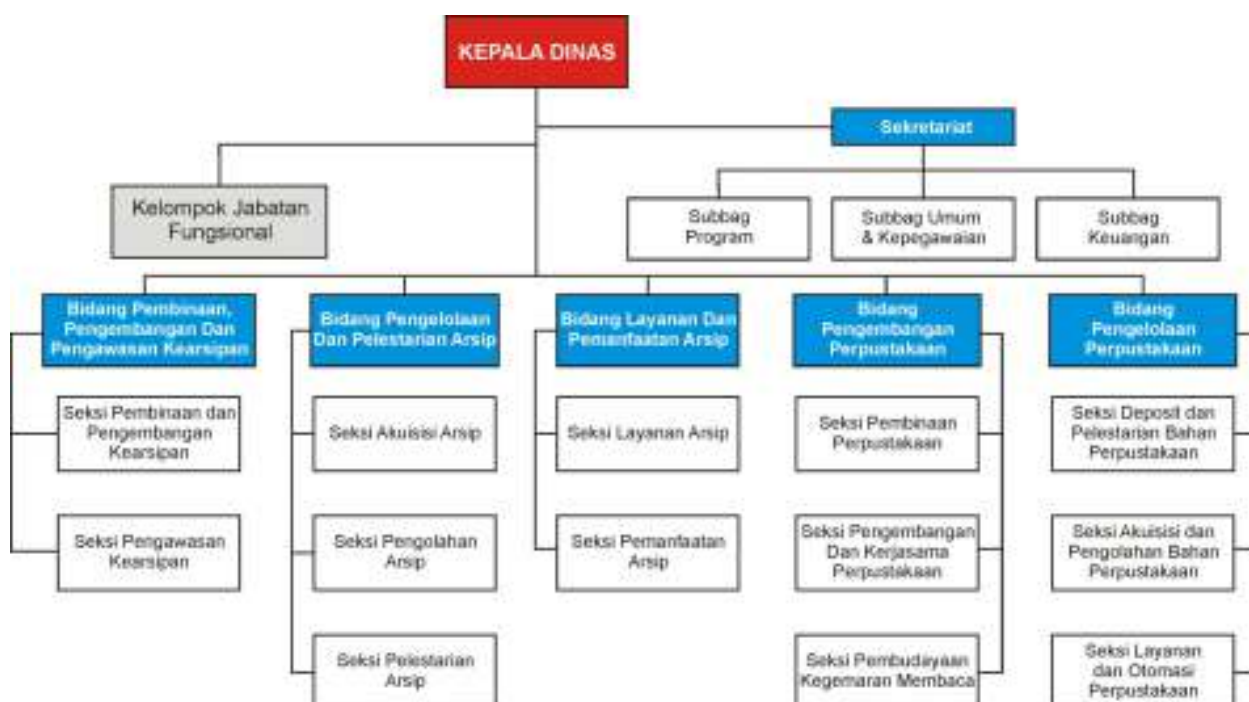 KEPALA DINAS
Sekretariat
Kelompok Jabatan
Fungsional
Subbag
Program
Subbag Umum
& Kepegawaian
Subbag
Keuangan
Bidang Pembinaan,
Pengembangan Dan
Pengawasan Kearsipan
Bidang Pengelolaan
Dan Pelestarian Arsip
Bidang Layanan Dan
Pemanfaatan Arsip
Bidang
Pengembangan
Perpustakaan
Bidang
Pengelolaan
Perpustakaan
Seksi Pembinaan dan
Pengembangan
Kearsipan
Seksi Akuisisi Arsip
Seksi Layanan Arsip
Seksi Pembinaan
Perpustakaan
Seksi Deposit dan
Pelestarian Bahan
Perpustakaan
Seksi Pengawasan
Kearsipan
Seksi Pengolahan
Arsip
Seksi Pemanfaatan
Arsip
Seksi Pengembangan
Dan Kerjasama
Perpustakaan
Seksi Akuisisi dan
Pengolahan Bahan
Perpustakaan
Seksi Pelestarian
Arsip
Seksi Pembudayaan
Kegemaran Membaca
Seksi Layanan
dan Otomasi
Perpustakaan